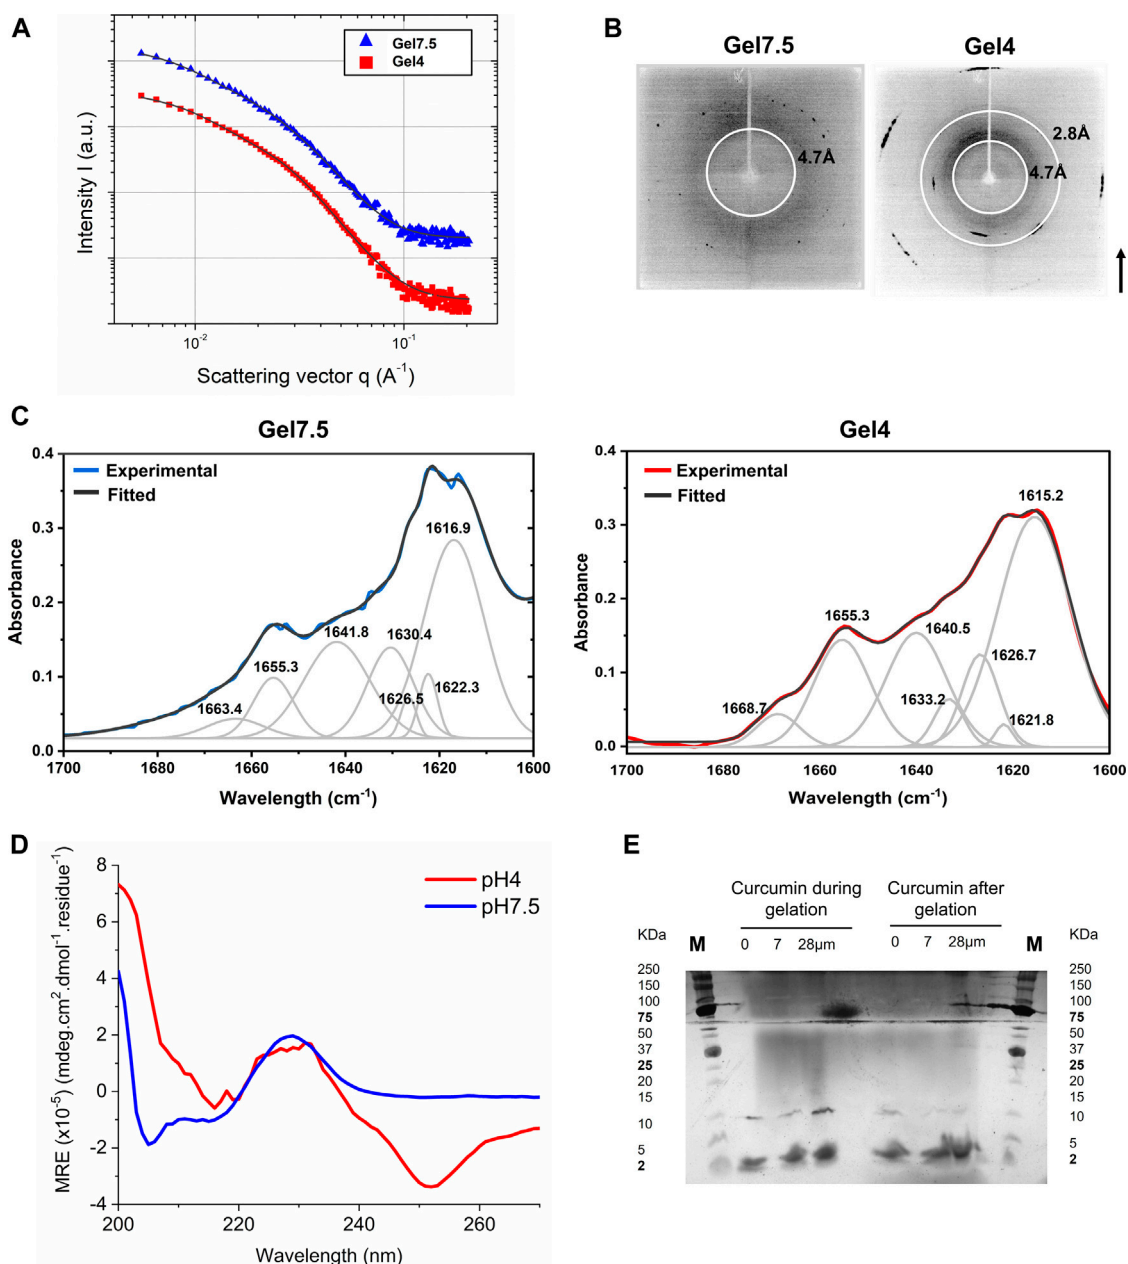 A
Gel7.5
Gel4
Intensity I (a.u.)
10-2
10-1
Scattering vector q (A-1)
B
Gel7.5
Gel4
4.7Å
2.8Å
4.7Å
C
Gel7.5
Experimental
Fitted
Absorbance
0.4
0.3
0.2
0.1
0.0
1616.9
1641.8
1630.4
1655.3
1626.5
1622.3
1663.4
1700
1680
1660
1640
1620
1600
Wavelength (cm-1)
Gel4
Experimental
Fitted
Absorbance
0.4
0.3
0.2
0.1
0.0
1615.2
1655.3
1640.5
1626.7
1633.2
1668.7
1621.8
1700
1680
1660
1640
1620
1600
Wavelength (cm-1)
D
pH4
pH7.5
MRE (x10-5) (mdeg.cm2.dmol-1.residue-1)
8
6
4
2
0
-2
-4
200
220
240
260
Wavelength (nm)
E
Curcumin during
gelation
Curcumin after
gelation
KDa
M
0 7 28µm
0 7 28µm
M
KDa
250
150
100
75
50
37
25
20
15
10
5
2
250
150
100
75
50
37
25
20
15
10
5
2